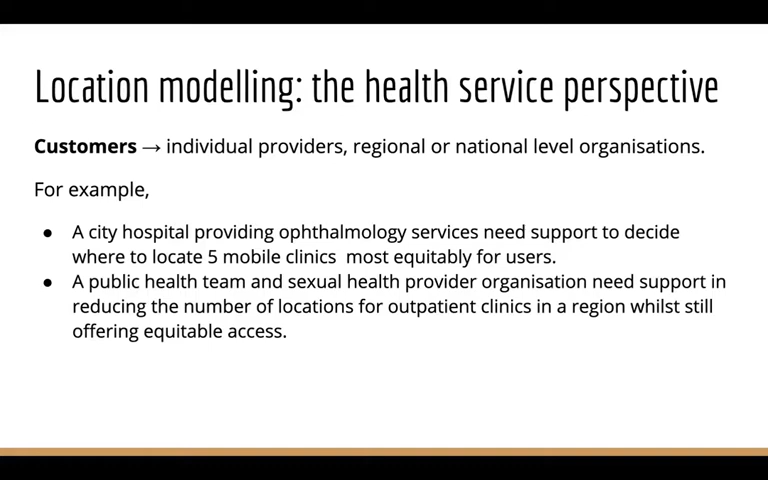 Location modelling: the health service perspective
Customers → individual providers, regional or national level organisations.
For example,
● A city hospital providing ophthalmology services need support to decide
where to locate 5 mobile clinics most equitably for users.
● A public health team and sexual health provider organisation need support in
reducing the number of locations for outpatient clinics in a region whilst still
offering equitable access.